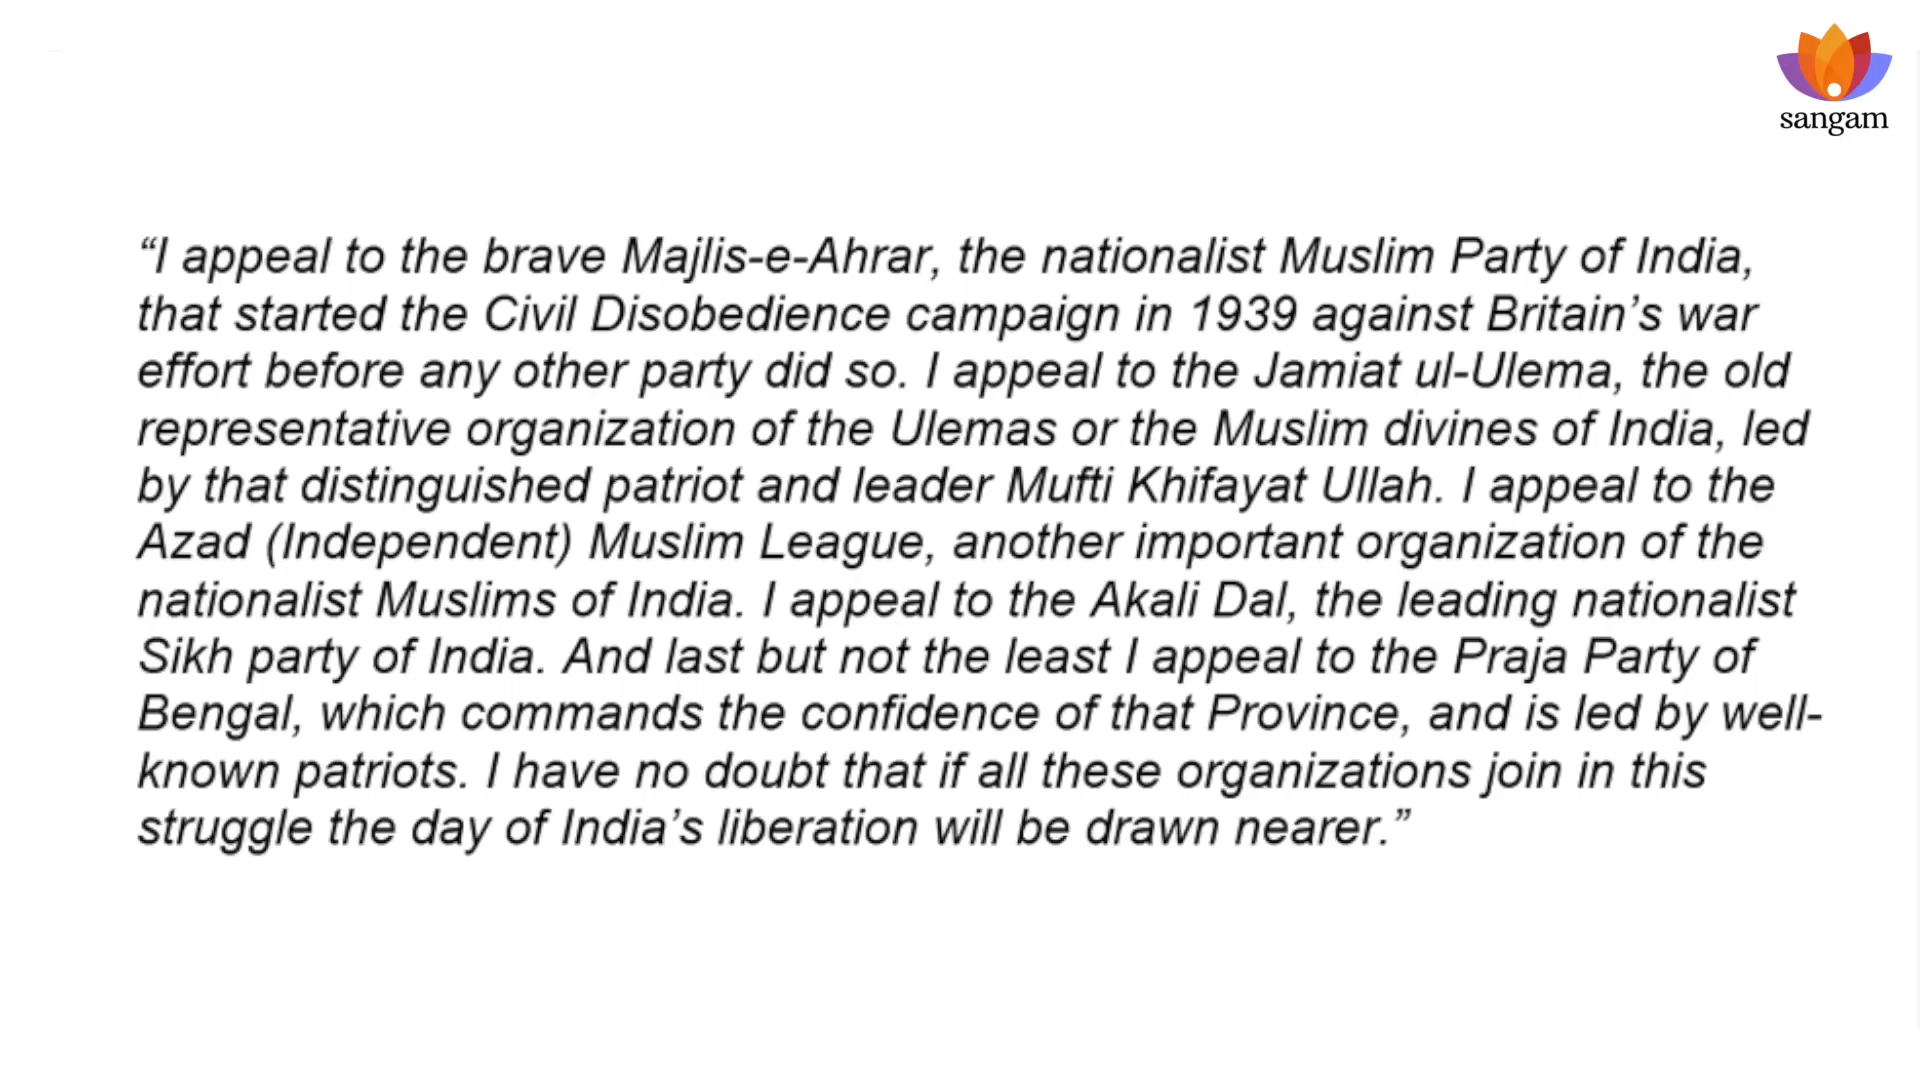 sangam
“I appeal to the brave Majlis-e-Ahrar, the nationalist Muslim Party of India,
that started the Civil Disobedience campaign in 1939 against Britain’s war
effort before any other party did so. I appeal to the Jamiat ul-Ulema, the old
representative organization of the Ulemas or the Muslim divines of India, led
by that distinguished patriot and leader Mufti Khifayat Ullah. I appeal to the
Azad (Independent) Muslim League, another important organization of the
nationalist Muslims of India. I appeal to the Akali Dal, the leading nationalist
Sikh party of India. And last but not the least I appeal to the Praja Party of
Bengal, which commands the confidence of that Province, and is led by well-
known patriots. I have no doubt that if all these organizations join in this
struggle the day of India’s liberation will be drawn nearer.”